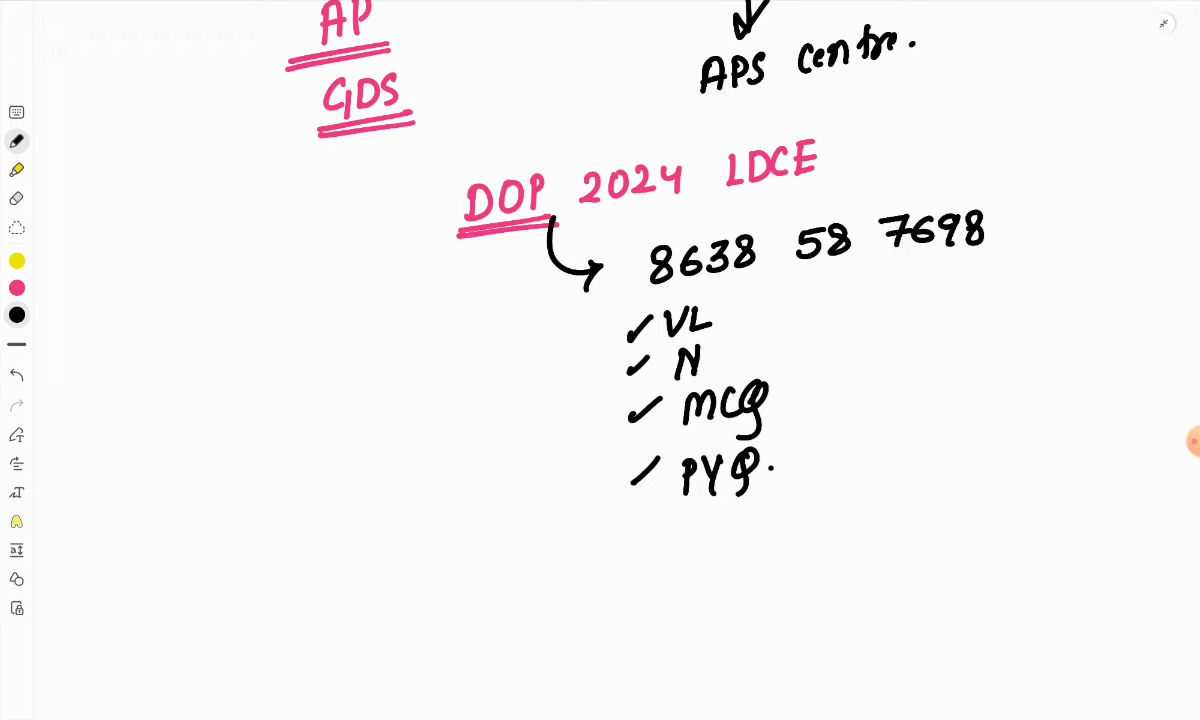 AP
GDS
APS centre.
DOP 2024 LDCE
8638 58 7698
✓ VL
✓ N
✓ MCQ
✓ PYQ.